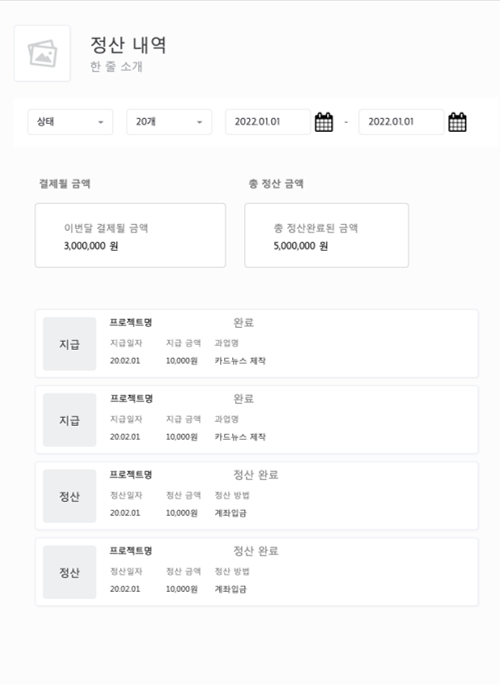 정산 내역
한 줄 소개
상태 20개 2022.01.01 - 2022.01.01
결제될 금액 총 정산 금액
이번달 결제될 금액 총 정산완료된 금액
3,000,000 원 5,000,000 원
프로젝트명 완료
지급
지급일자 지급 금액 과업명
20.02.01 10,000원 카드뉴스 제작
프로젝트명 완료
지급
지급일자 지급 금액 과업명
20.02.01 10,000원 카드뉴스 제작
프로젝트명 정산 완료
정산
정산일자 정산 금액 정산 방법
20.02.01 10,000원 계좌입금
프로젝트명 정산 완료
정산
정산일자 정산 금액 정산 방법
20.02.01 10,000원 계좌입금